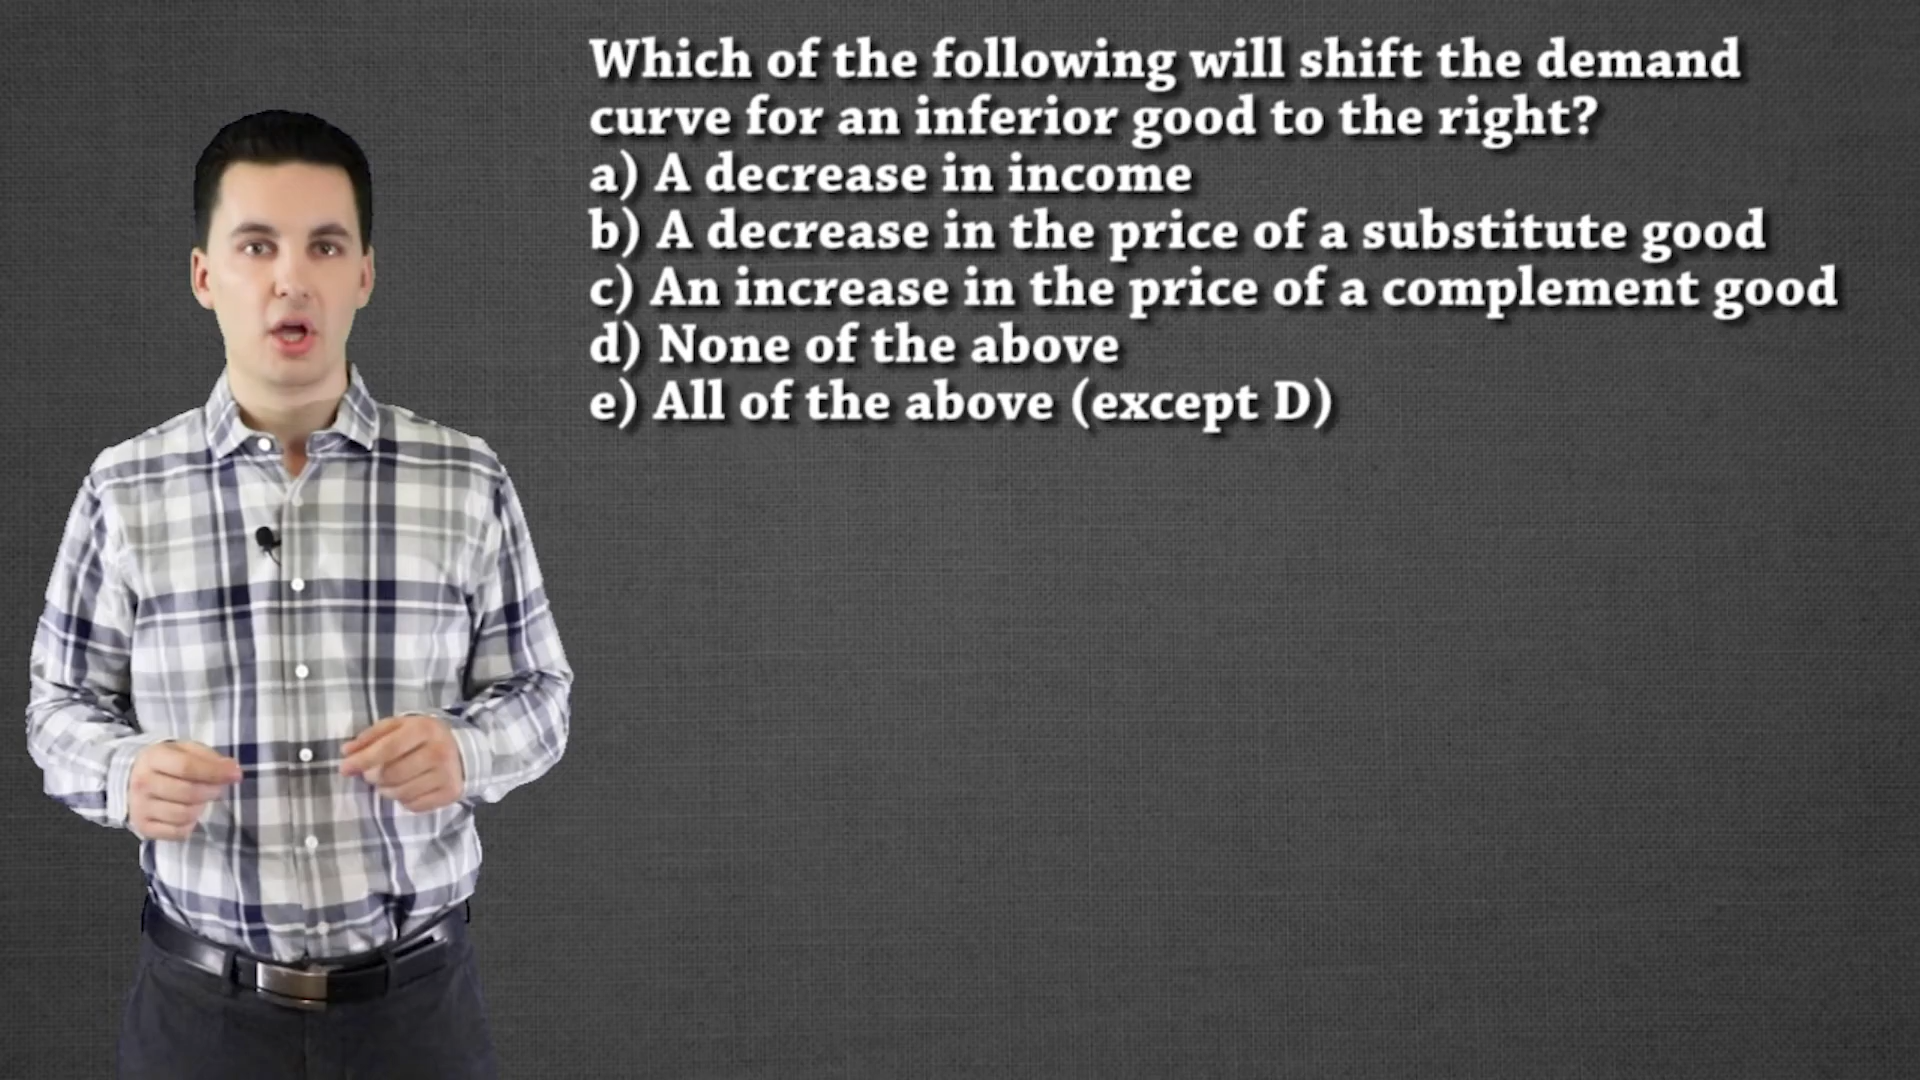 Which of the following will shift the demand
curve for an inferior good to the right?
a) A decrease in income
b) A decrease in the price of a substitute good
c) An increase in the price of a complement good
d) None of the above
e) All of the above (except D)